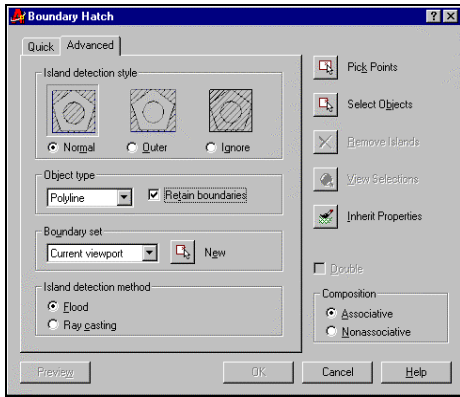 Boundary Hatch
Quick Advanced
Island detection style
Normal Outer Ignore
Object type
Polyline Retain boundaries
Boundary set
Current viewport New
Island detection method
Flood
Ray casting
Pick Points
Select Objects
Remove Islands
View Selections
Inherit Properties
Double
Composition
Associative
Nonassociative
Preview OK Cancel Help